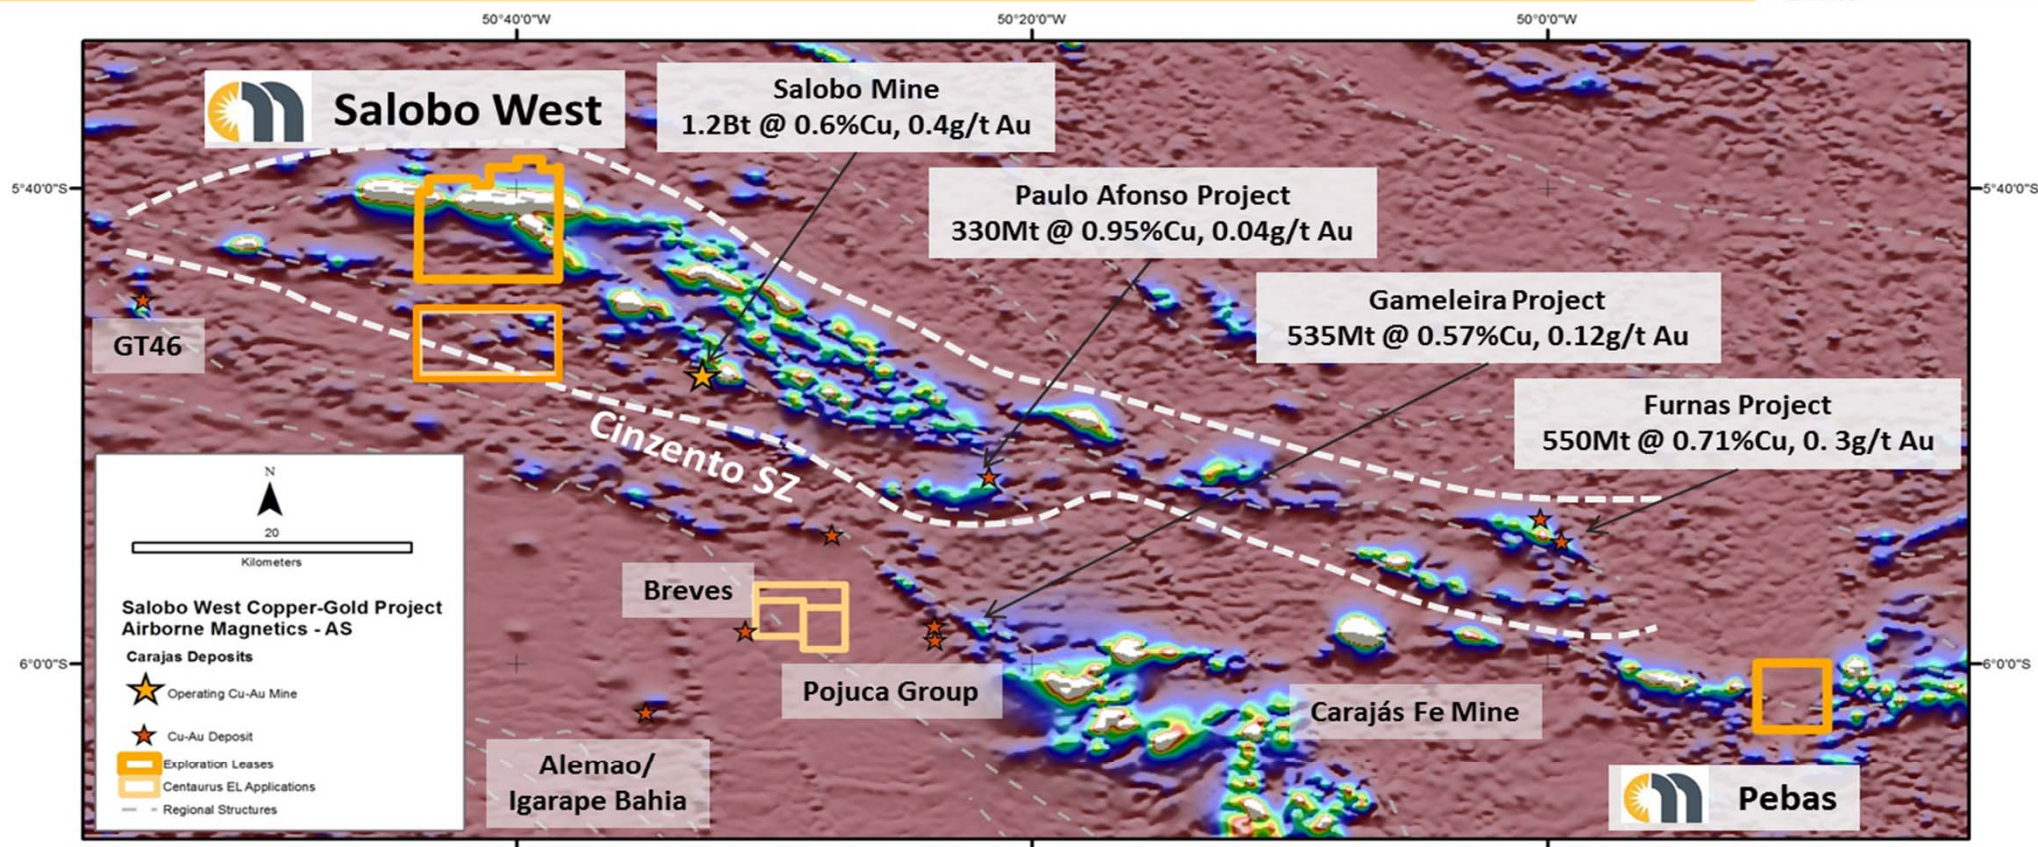 50°40'0"W
50°20'0"W
50°0'0"W
Salobo West
Salobo Mine
1.2Bt @ 0.6%Cu, 0.4g/t Au
Paulo Afonso Project
330Mt @ 0.95%Cu, 0.04g/t Au
5°40'0"S
5°40'0"S
Gameleira Project
535Mt @ 0.57%Cu, 0.12g/t Au
GT46
Furnas Project
550Mt @ 0.71%Cu, 0. 3g/t Au
Cinzento SZ
N
20
Kilometers
Salobo West Copper-Gold Project
Airborne Magnetics - AS
Carajas Deposits
Operating Cu-Au Mine
Cu-Au Deposit
Exploration Leases
Centaurus EL Applications
Regional Structures
Breves
6°0'0"S
6°0'0"S
Pojuca Group
Carajás Fe Mine
Alemao/
Igarape Bahia
Pebas